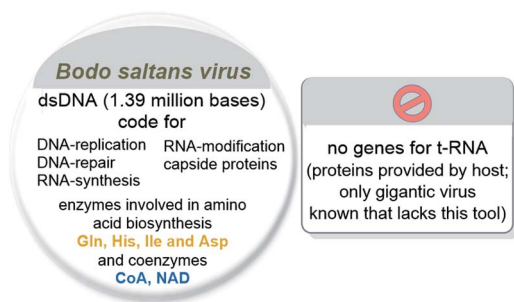 Bodo saltans virus
dsDNA (1.39 million bases)
code for
DNA-replication
DNA-repair
RNA-synthesis
RNA-modification
capside proteins
enzymes involved in amino
acid biosynthesis
Gln, His, Ile and Asp
and coenzymes
CoA, NAD
no genes for t-RNA
(proteins provided by host;
only gigantic virus
known that lacks this tool)